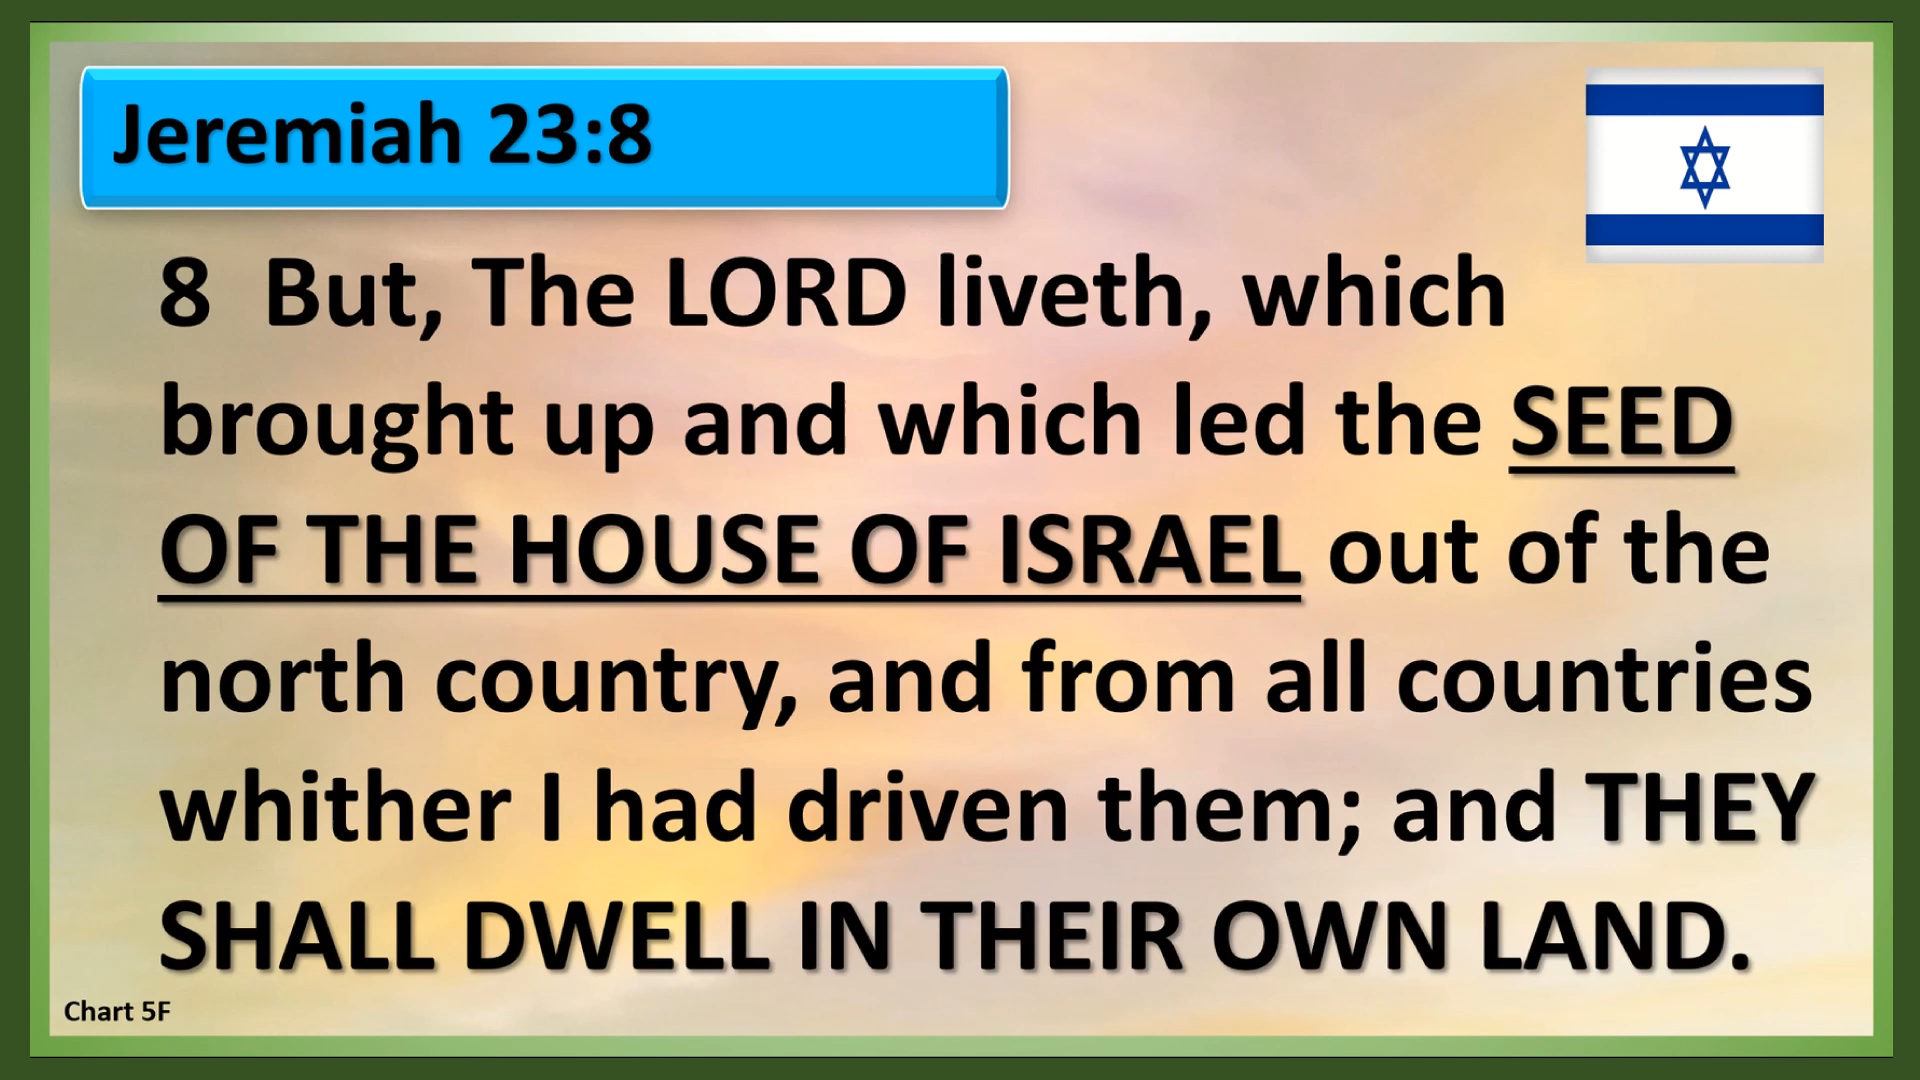 Jeremiah 23:8
8  But, The LORD liveth, which
brought up and which led the SEED
OF THE HOUSE OF ISRAEL out of the
north country, and from all countries
whither I had driven them; and THEY
SHALL DWELL IN THEIR OWN LAND.
Chart 5F